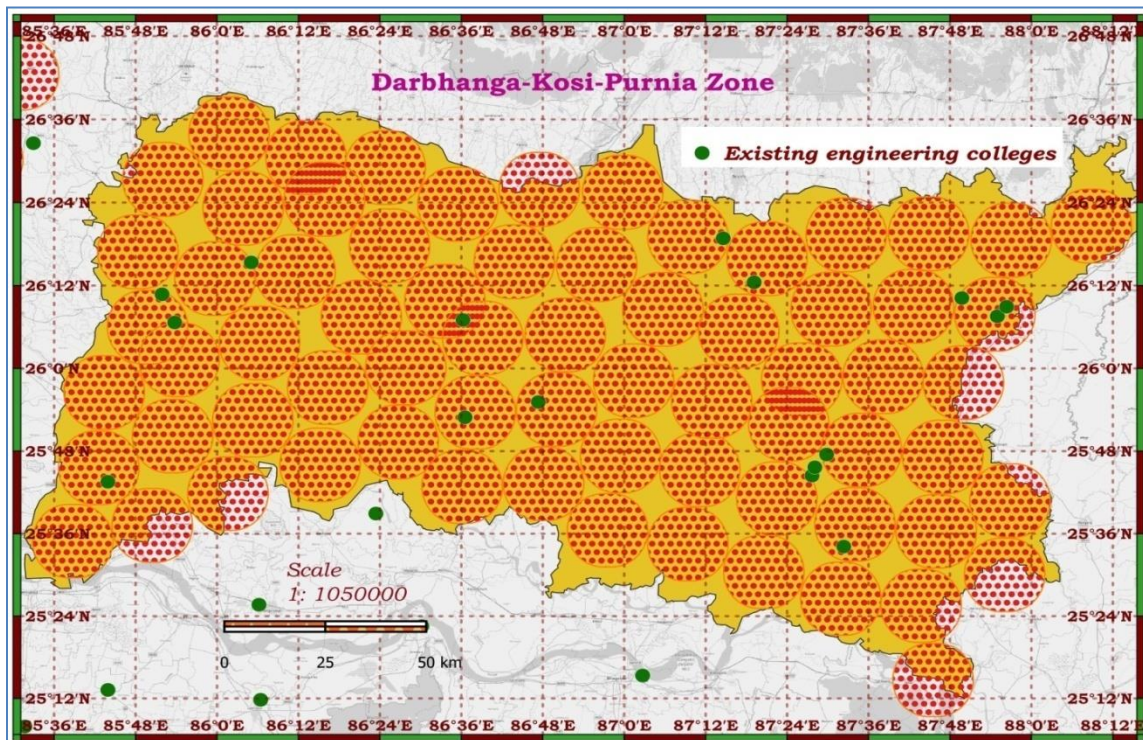 85°36'E 85°48'E 86°0'E 86°12'E 86°24'E 86°36'E 86°48'E 87°0'E 87°12'E 87°24'E 87°36'E 87°48'E 88°0'E 88°12'E
26°48'N 26°48'N
Darbhanga-Kosi-Purnia Zone
26°36'N 26°36'N
Existing engineering colleges
26°24'N 26°24'N
26°12'N 26°12'N
26°0'N 26°0'N
25°48'N 25°48'N
25°36'N 25°36'N
Scale
1: 1050000
25°24'N 25°24'N
0 25 50 km
25°12'N 25°12'N
85°36'E 85°48'E 86°0'E 86°12'E 86°24'E 86°36'E 86°48'E 87°0'E 87°12'E 87°24'E 87°36'E 87°48'E 88°0'E 88°12'E